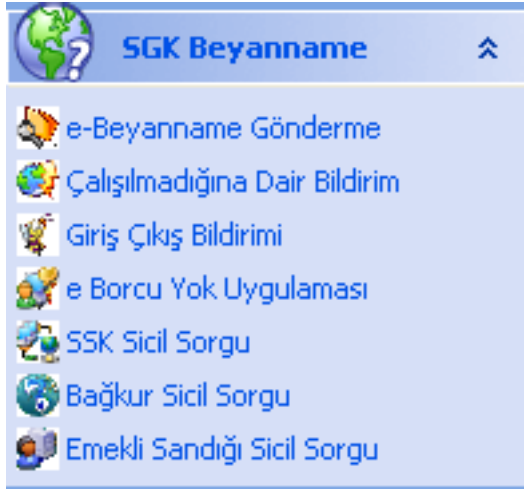 SGK Beyanname
e-Beyanname Gönderme
Çalışılmadığına Dair Bildirim
Giriş Çıkış Bildirimi
e Borcu Yok Uygulaması
SSK Sicil Sorgu
Bağkur Sicil Sorgu
Emekli Sandığı Sicil Sorgu